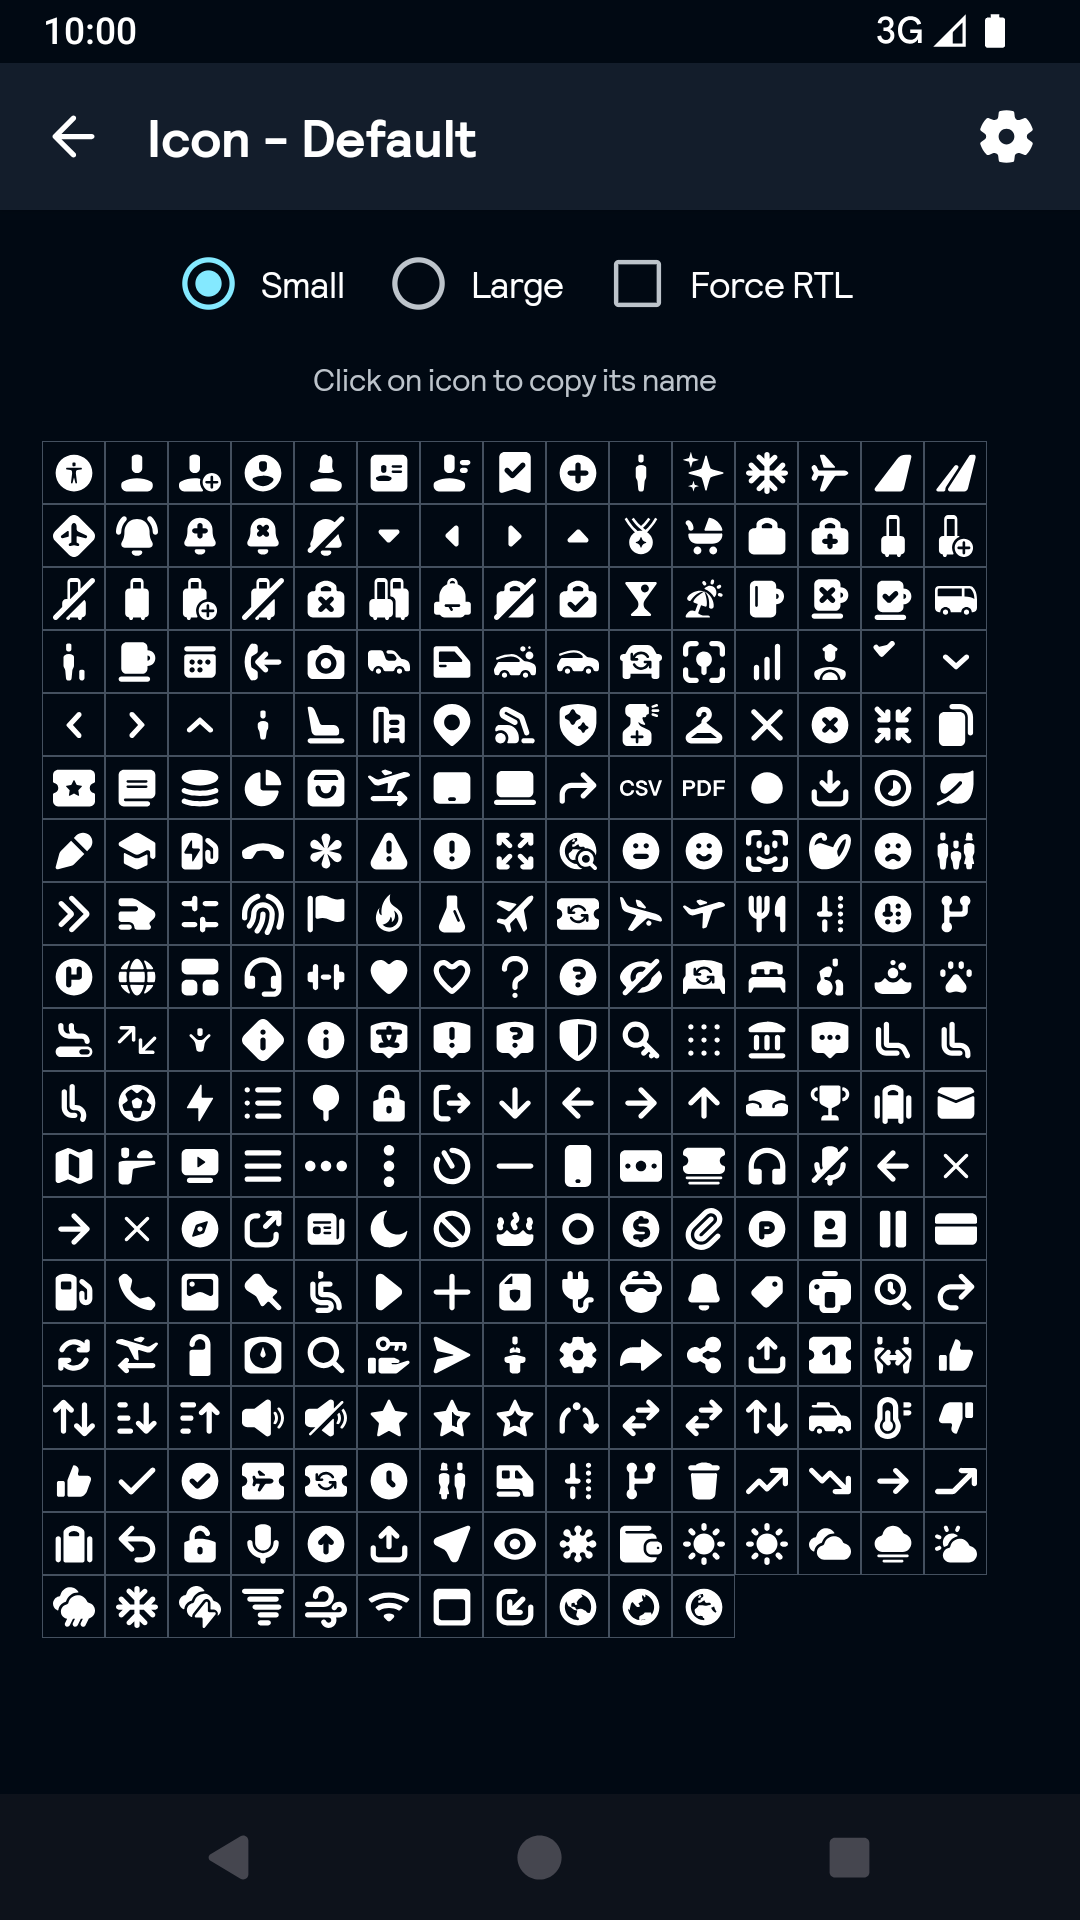 10:00
3G
Icon - Default
Small
Large
Force RTL
Click on icon to copy its name
CSV
PDF